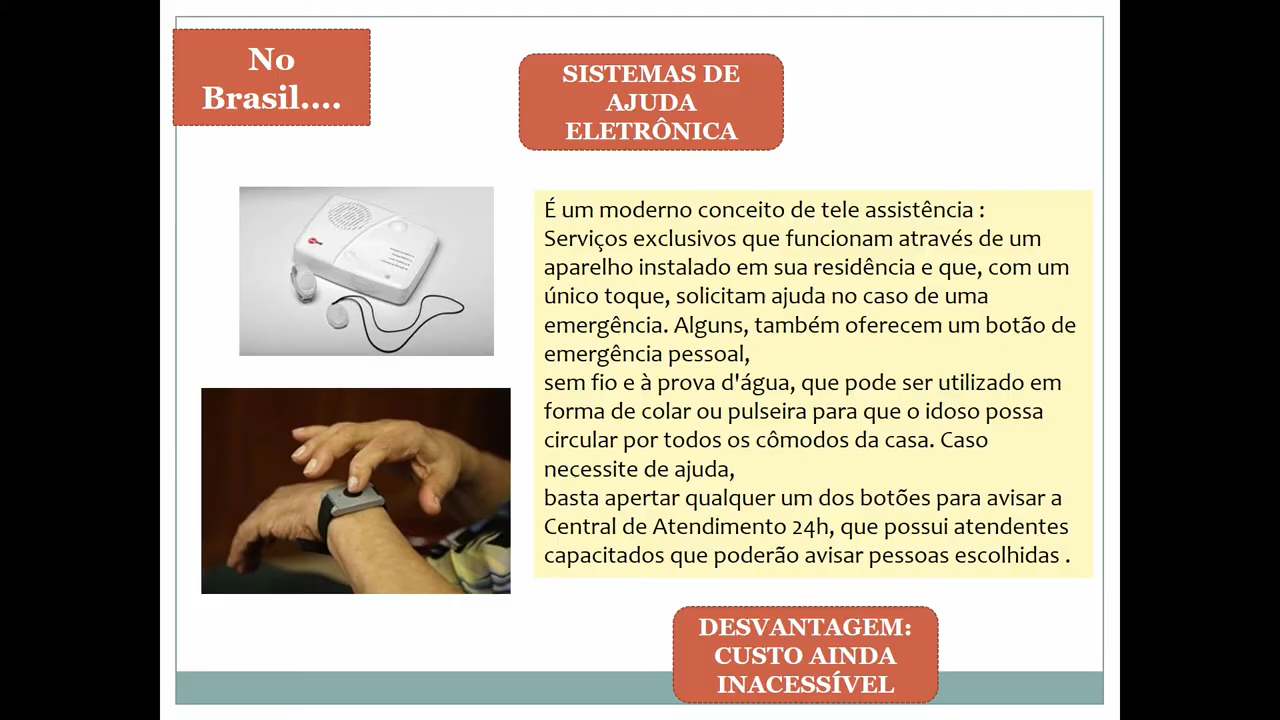 No
Brasil....
SISTEMAS DE
AJUDA
ELETRÔNICA
É um moderno conceito de tele assistência :
Serviços exclusivos que funcionam através de um
aparelho instalado em sua residência e que, com um
único toque, solicitam ajuda no caso de uma
emergência. Alguns, também oferecem um botão de
emergência pessoal,
sem fio e à prova d'água, que pode ser utilizado em
forma de colar ou pulseira para que o idoso possa
circular por todos os cômodos da casa. Caso
necessite de ajuda,
basta apertar qualquer um dos botões para avisar a
Central de Atendimento 24h, que possui atendentes
capacitados que poderão avisar pessoas escolhidas .
DESVANTAGEM:
CUSTO AINDA
INACESSÍVEL